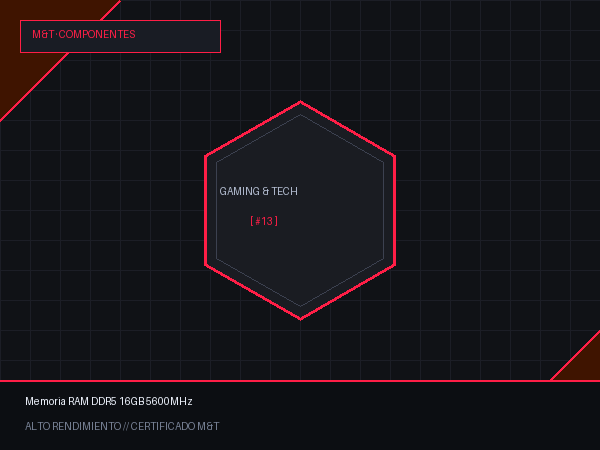 M&T·COMPONENTES
GAMING & TECH
[ #13 ]
Memoria RAM DDR5 16GB 5600MHz
ALTO RENDIMIENTO // CERTIFICADO M&T